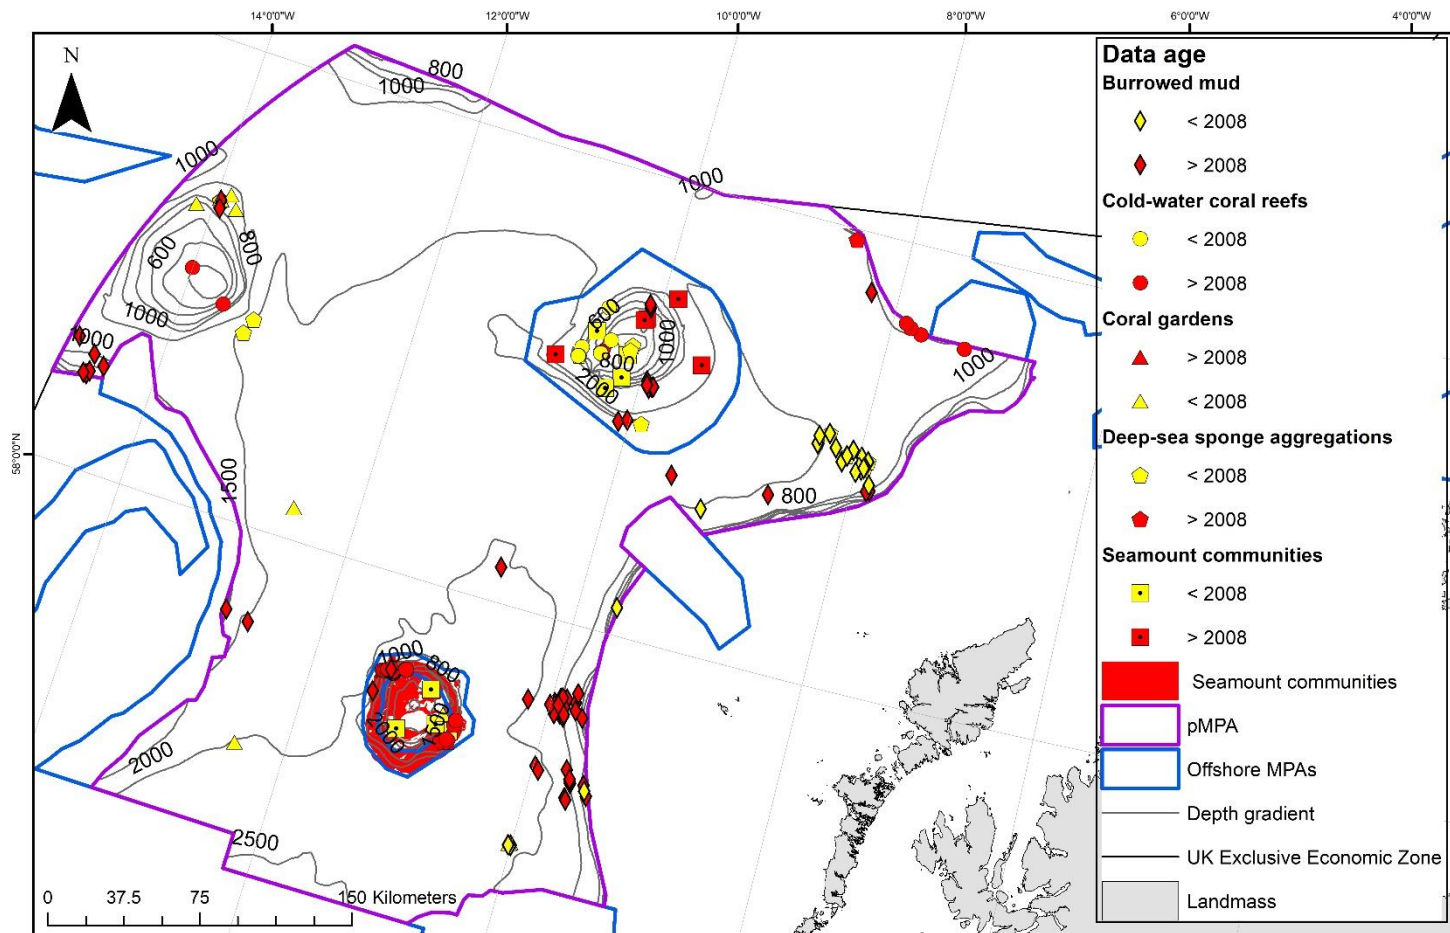 14°0'0"W 12°0'0"W 10°0'0"W 8°0'0"W 6°0'0"W 4°0'0"W
N
Data age
Burrowed mud
< 2008
> 2008
Cold-water coral reefs
< 2008
> 2008
Coral gardens
> 2008
< 2008
Deep-sea sponge aggregations
< 2008
> 2008
Seamount communities
< 2008
> 2008
Seamount communities
pMPA
Offshore MPAs
Depth gradient
UK Exclusive Economic Zone
Landmass
800
1000
1000
1000
600
800
1000
1000
600
1000
800
2000
1000
58°0'0"N
1500
800
1000
800
2000
1500
2000
2500
0 37.5 75 150 Kilometers